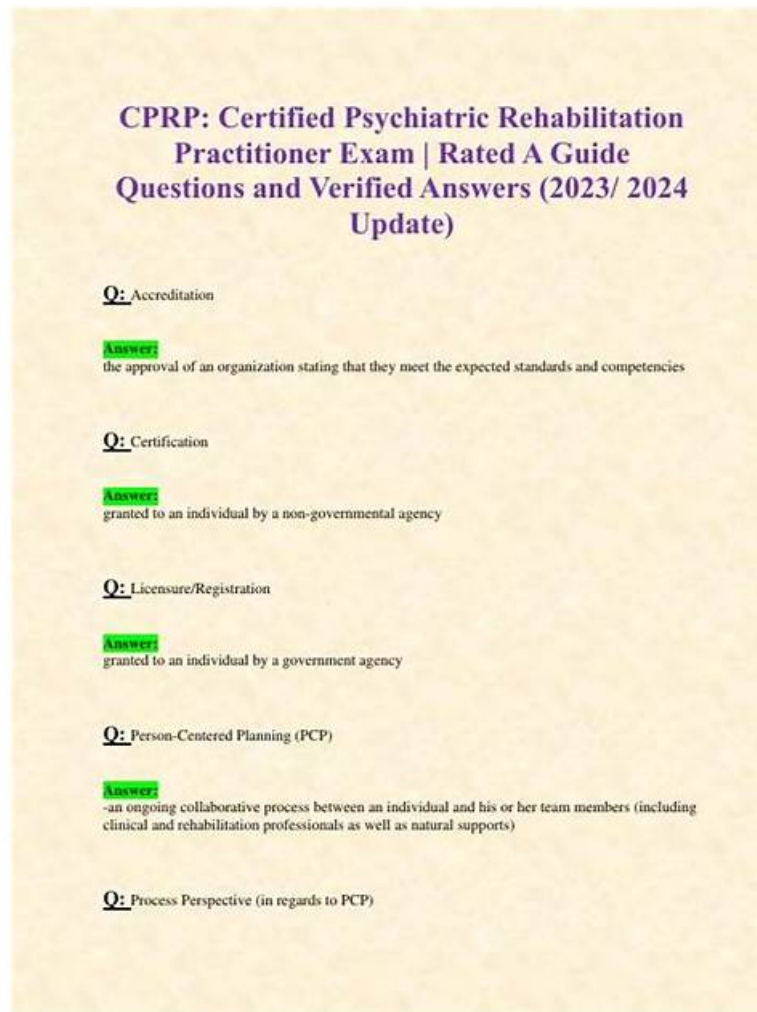 CPRP: Certified Psychiatric Rehabilitation
Practitioner Exam | Rated A Guide
Questions and Verified Answers (2023/ 2024
Update)
Q: Accreditation
Answer:
the approval of an organization stating that they meet the expected standards and competencies
Q: Certification
Answer:
granted to an individual by a non-governmental agency
Q: Licensure/Registration
Answer:
granted to an individual by a government agency
Q: Person-Centered Planning (PCP)
Answer:
-an ongoing collaborative process between an individual and his or her team members (including
clinical and rehabilitation professionals as well as natural supports)
Q: Process Perspective (in regards to PCP)